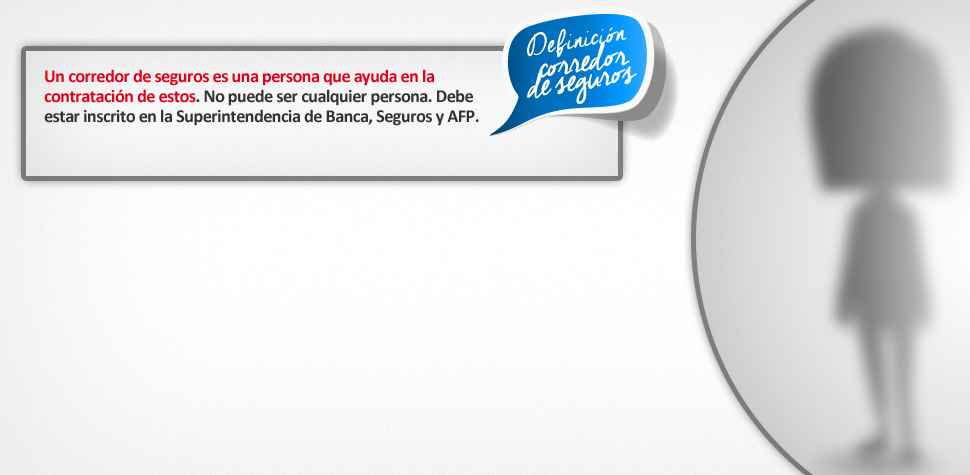 Definición
corredor
de seguros
Un corredor de seguros es una persona que ayuda en la
contratación de estos. No puede ser cualquier persona. Debe
estar inscrito en la Superintendencia de Banca, Seguros y AFP.